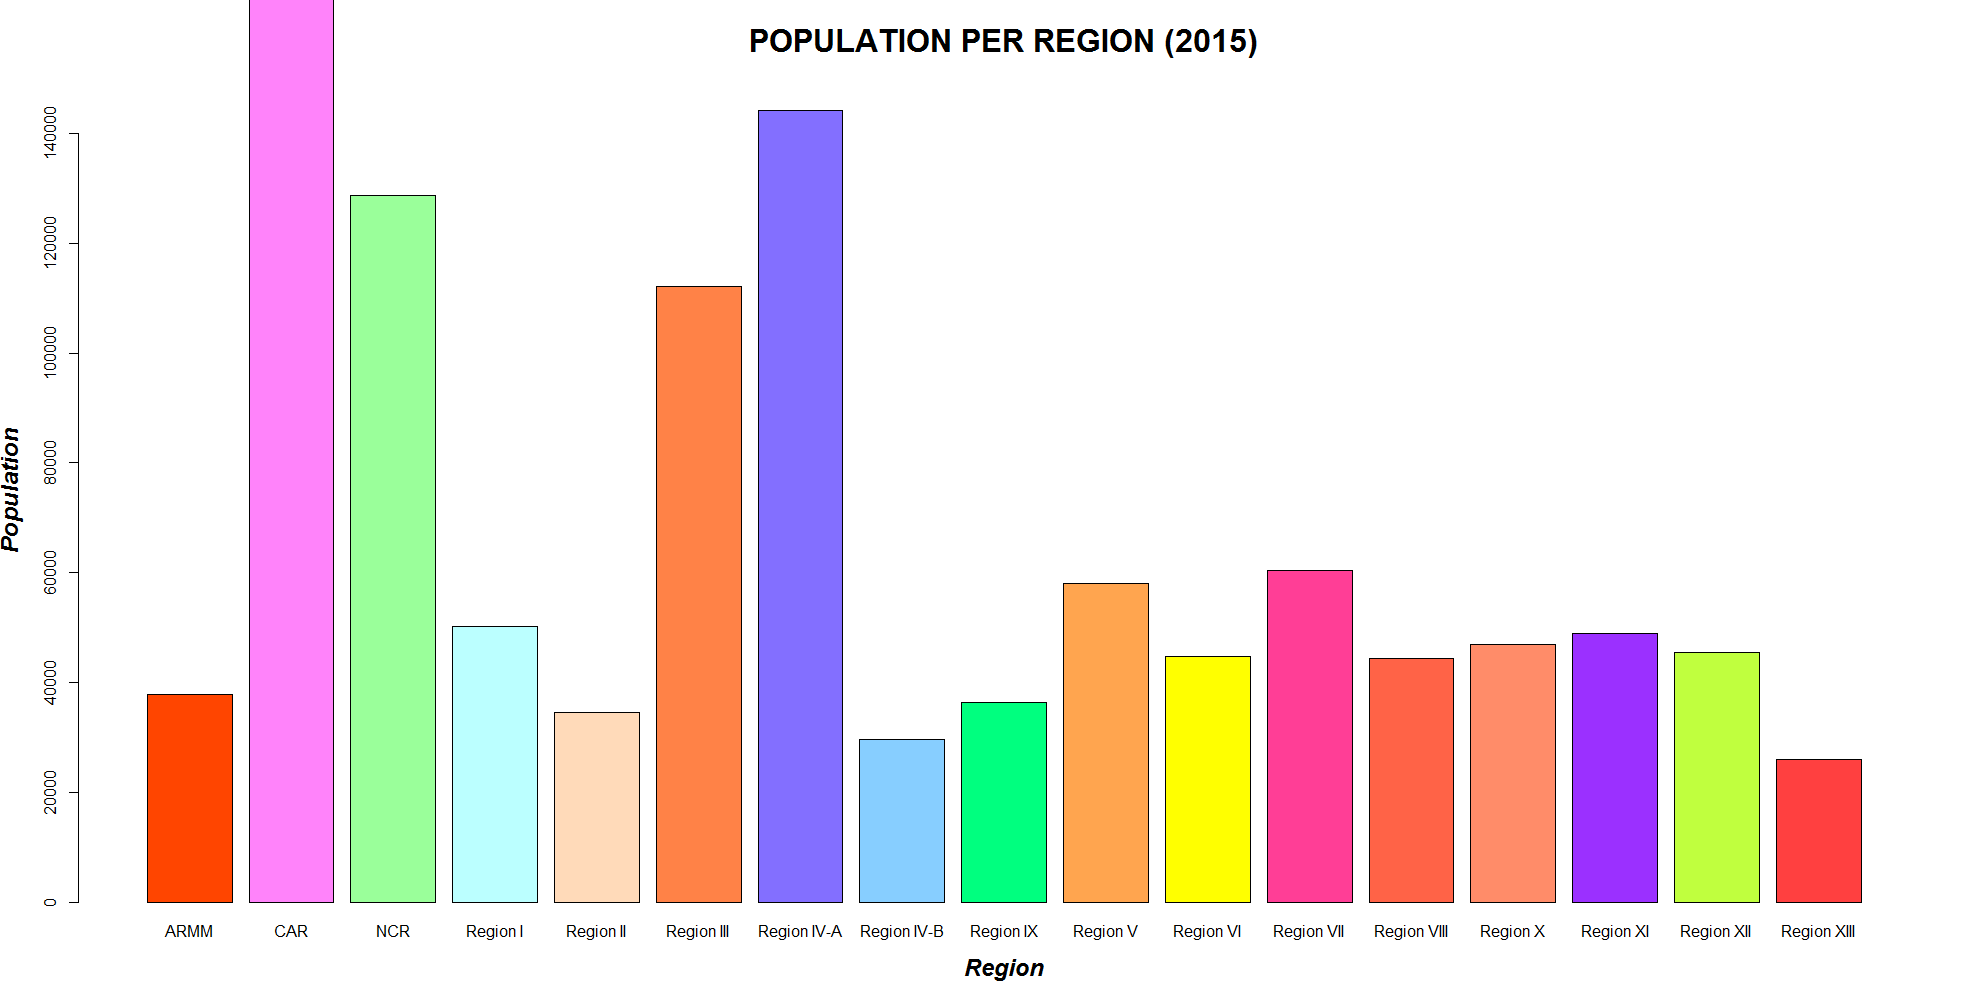 POPULATION PER REGION (2015)
Population
140000
120000
100000
80000
60000
40000
20000
0
ARMM CAR NCR Region I Region II Region III Region IV-A Region IV-B Region IX Region V Region VI Region VII Region VIII Region X Region XI Region XII Region XIII
Region